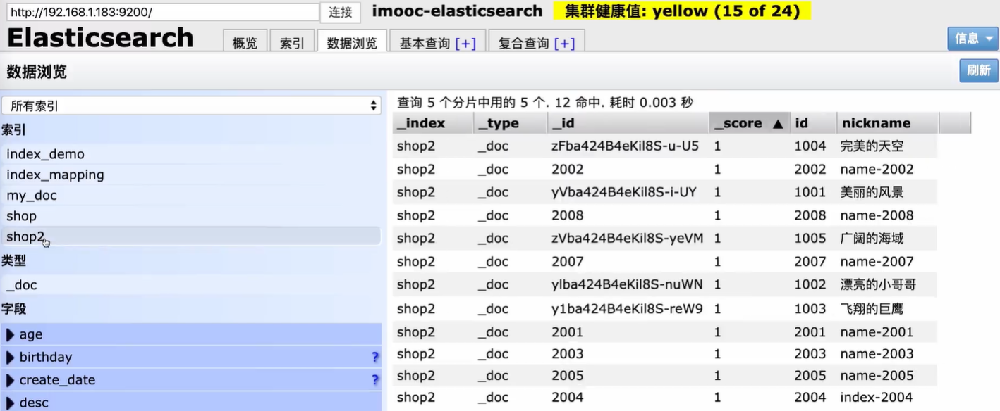 http://192.168.1.183:9200/ 连接 imooc-elasticsearch 集群健康值: yellow (15 of 24)
Elasticsearch 概览 索引 数据浏览 基本查询 [+] 复合查询 [+] 信息
数据浏览 刷新
所有索引
索引
index_demo
index_mapping
my_doc
shop
shop2
类型
_doc
字段
age
birthday ?
create_date ?
desc
查询 5 个分片中用的 5 个. 12 命中. 耗时 0.003 秒
_index _type _id _score ▲ id nickname
shop2 _doc zFba424B4eKil8S-u-U5 1 1004 完美的天空
shop2 _doc 2002 1 2002 name-2002
shop2 _doc yVba424B4eKil8S-i-UY 1 1001 美丽的风景
shop2 _doc 2008 1 2008 name-2008
shop2 _doc zVba424B4eKil8S-yeVM 1 1005 广阔的海域
shop2 _doc 2007 1 2007 name-2007
shop2 _doc ylba424B4eKil8S-nuWN 1 1002 漂亮的小哥哥
shop2 _doc y1ba424B4eKil8S-reW9 1 1003 飞翔的巨鹰
shop2 _doc 2001 1 2001 name-2001
shop2 _doc 2003 1 2003 name-2003
shop2 _doc 2005 1 2005 name-2005
shop2 _doc 2004 1 2004 index-2004